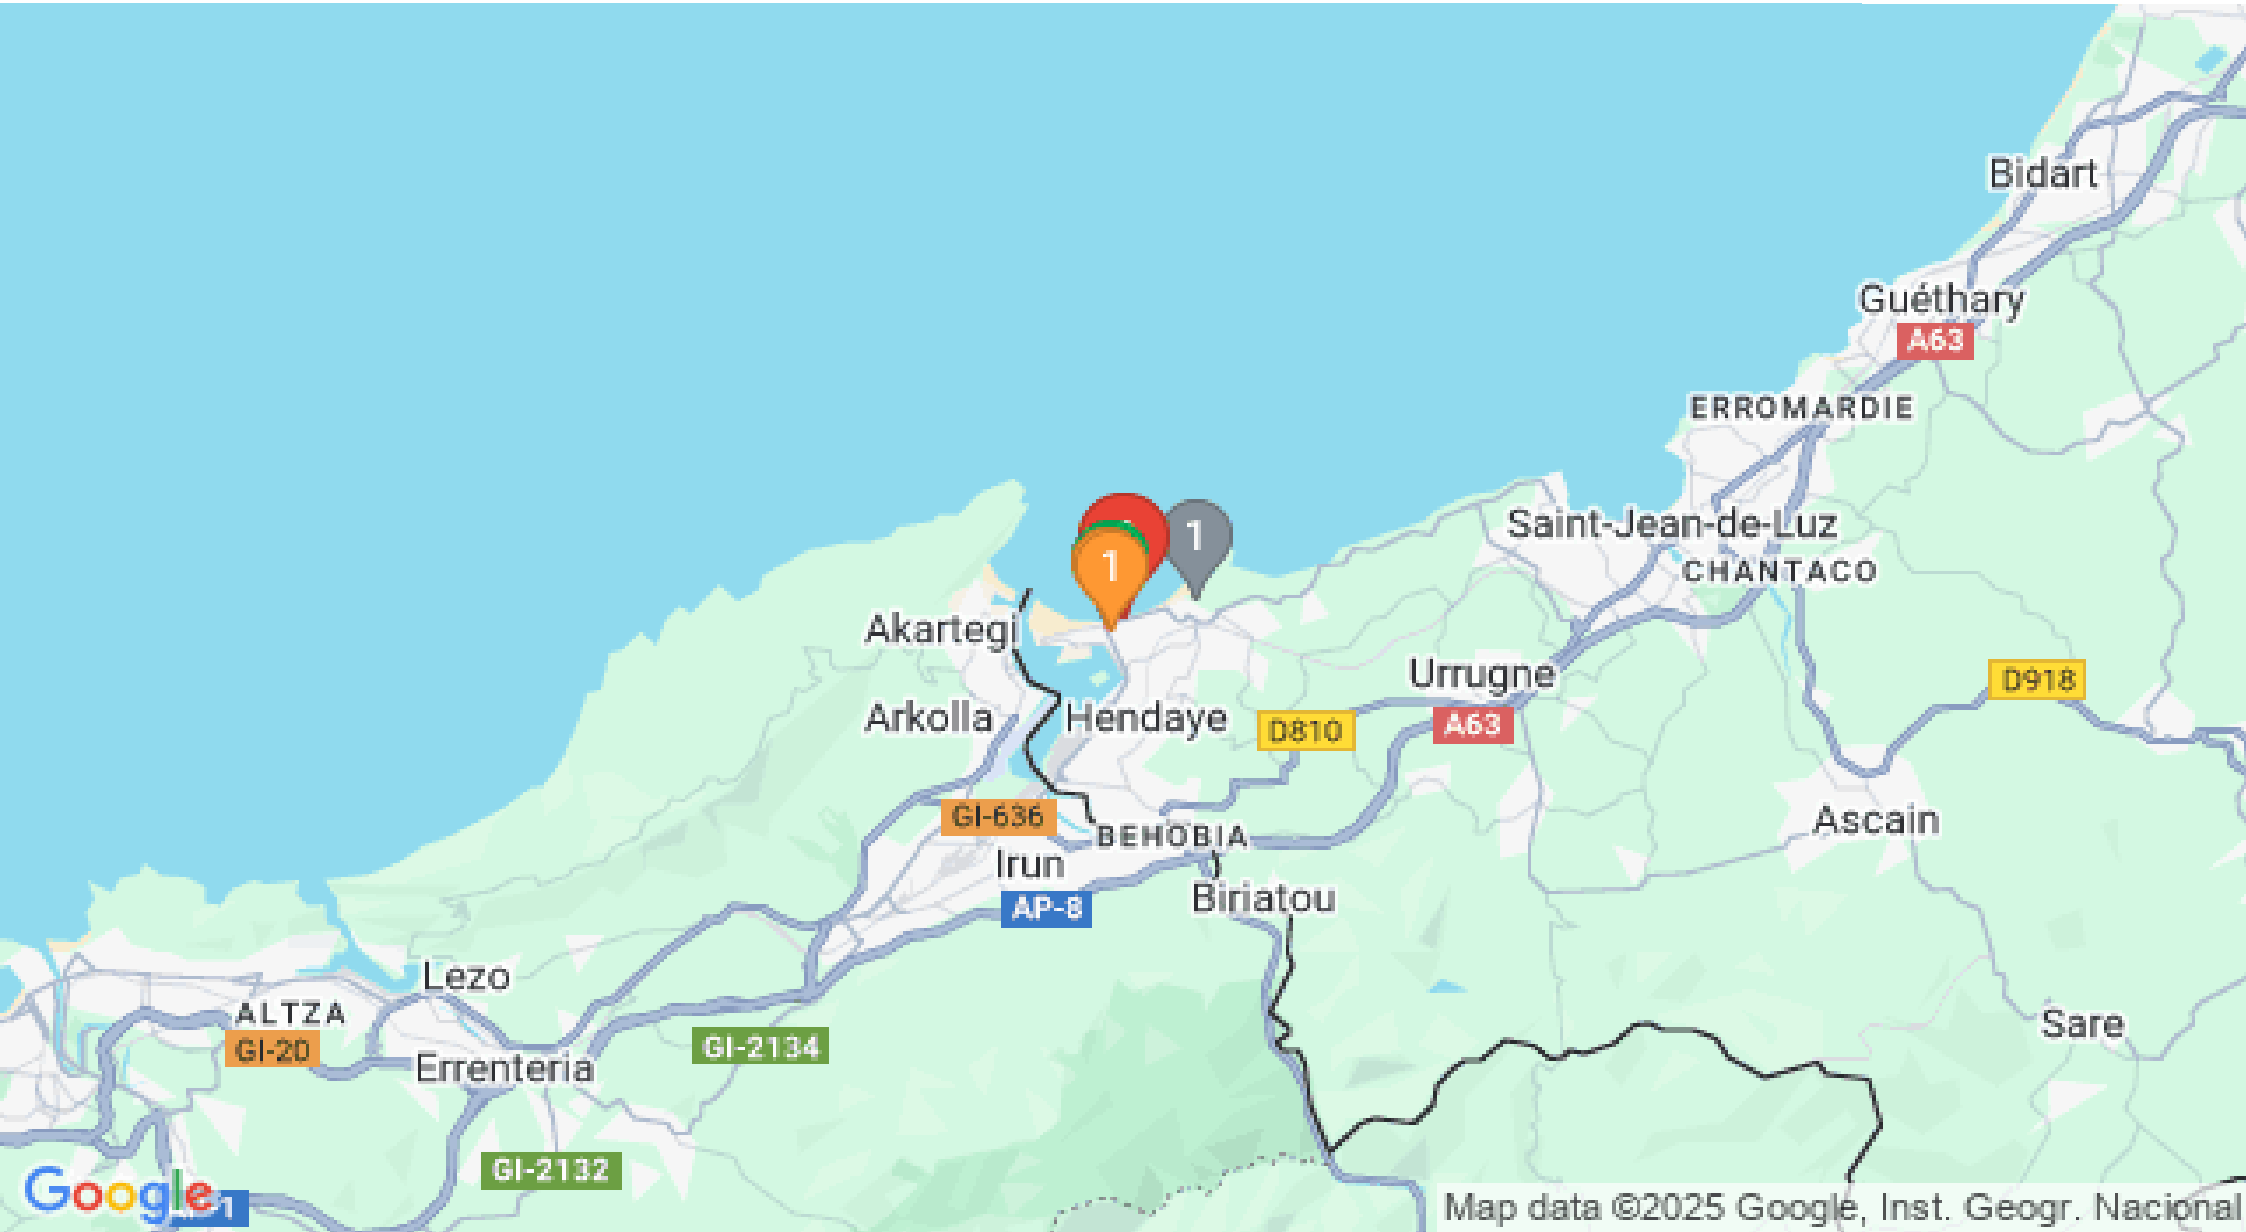 Bidart
Guéthary
A63
ERROMARDIE
Saint-Jean-de-Luz
CHANTACO
1
1
Akartegi
Urrugne
D918
Arkolla
Hendaye
D810
A63
GI-636
BEHOBIA
Ascain
Irun
Biriatou
AP-8
Lezo
ALTZA
GI-20
Errenteria
GI-2134
Sare
GI-2132
Google
Map data ©2025 Google, Inst. Geogr. Nacional